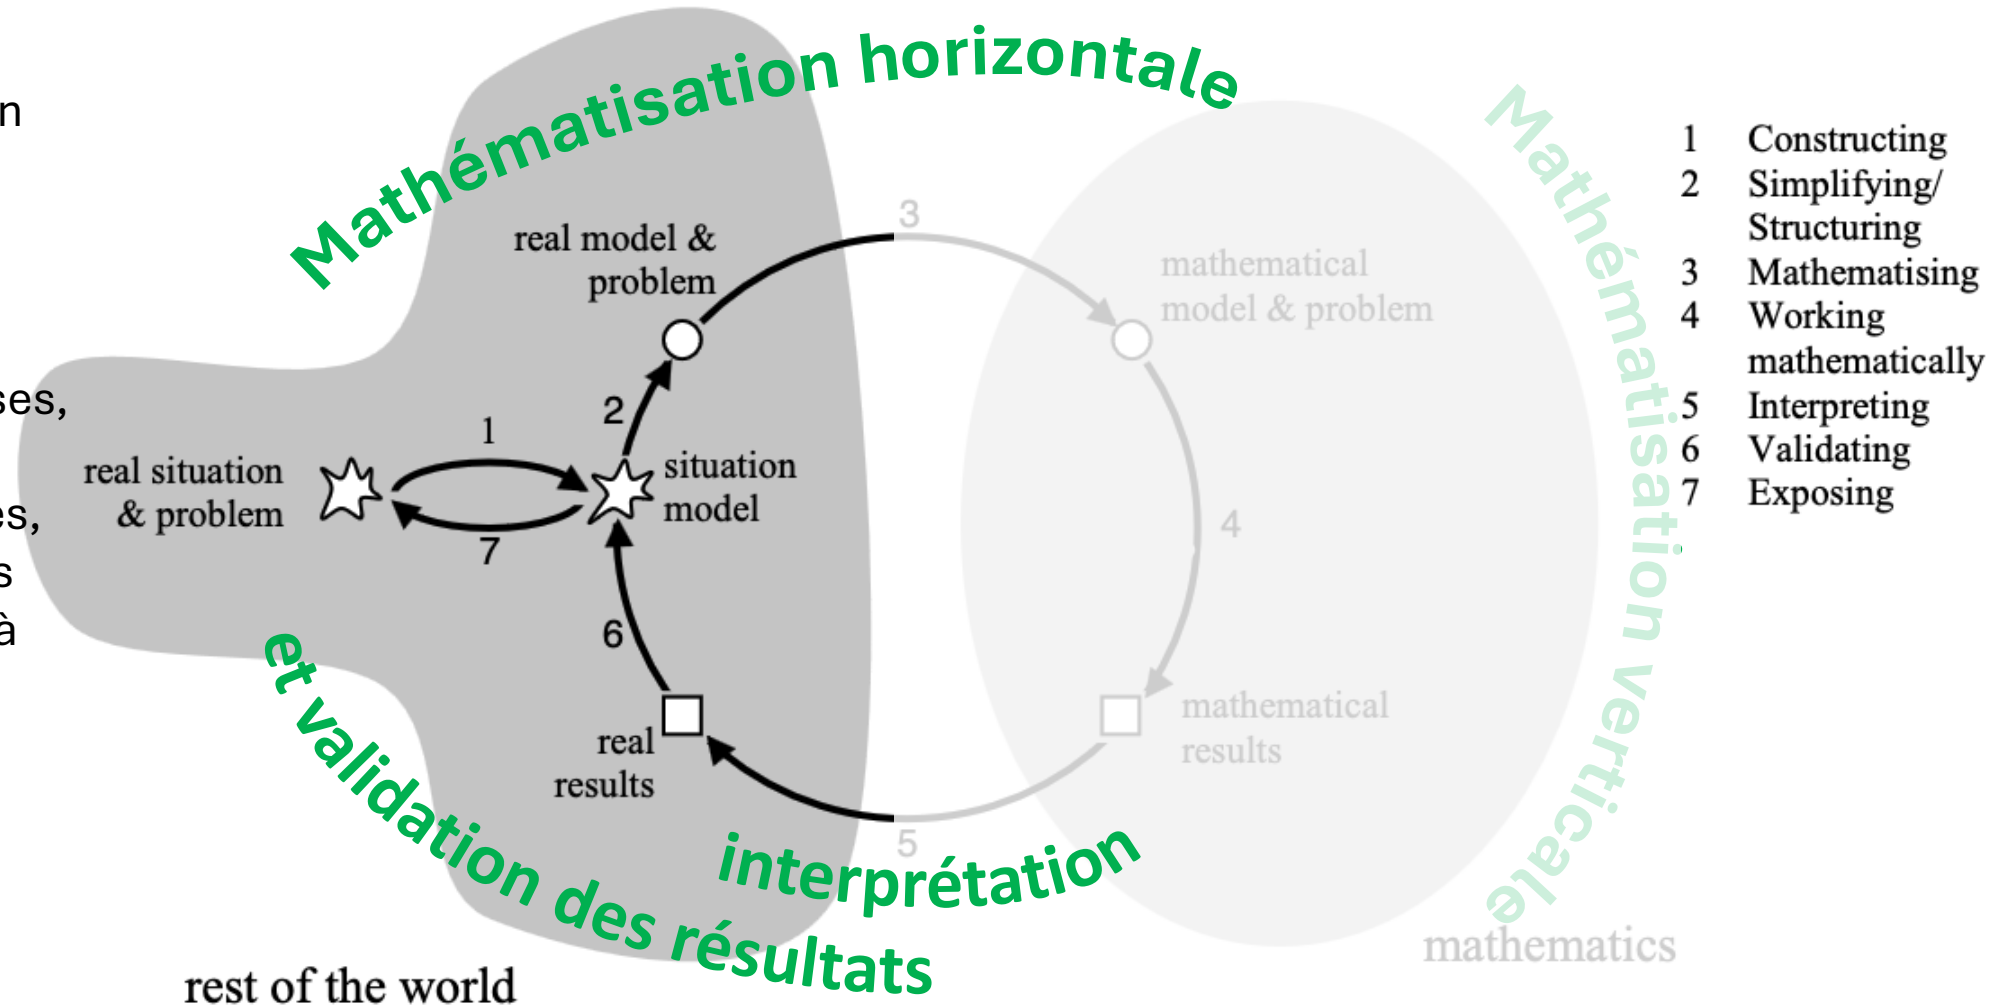 n
ses,
es,
s
à
Mathématisation horizontale
real model &
problem
3
mathematical
model & problem
2
1
real situation
& problem
situation
model
7
4
6
real
results
mathematical
results
5
interprétation
et validation des résultats
Mathématisation verticale
mathematics
rest of the world
1 Constructing
2 Simplifying/
Structuring
3 Mathematising
4 Working
mathematically
5 Interpreting
6 Validating
7 Exposing